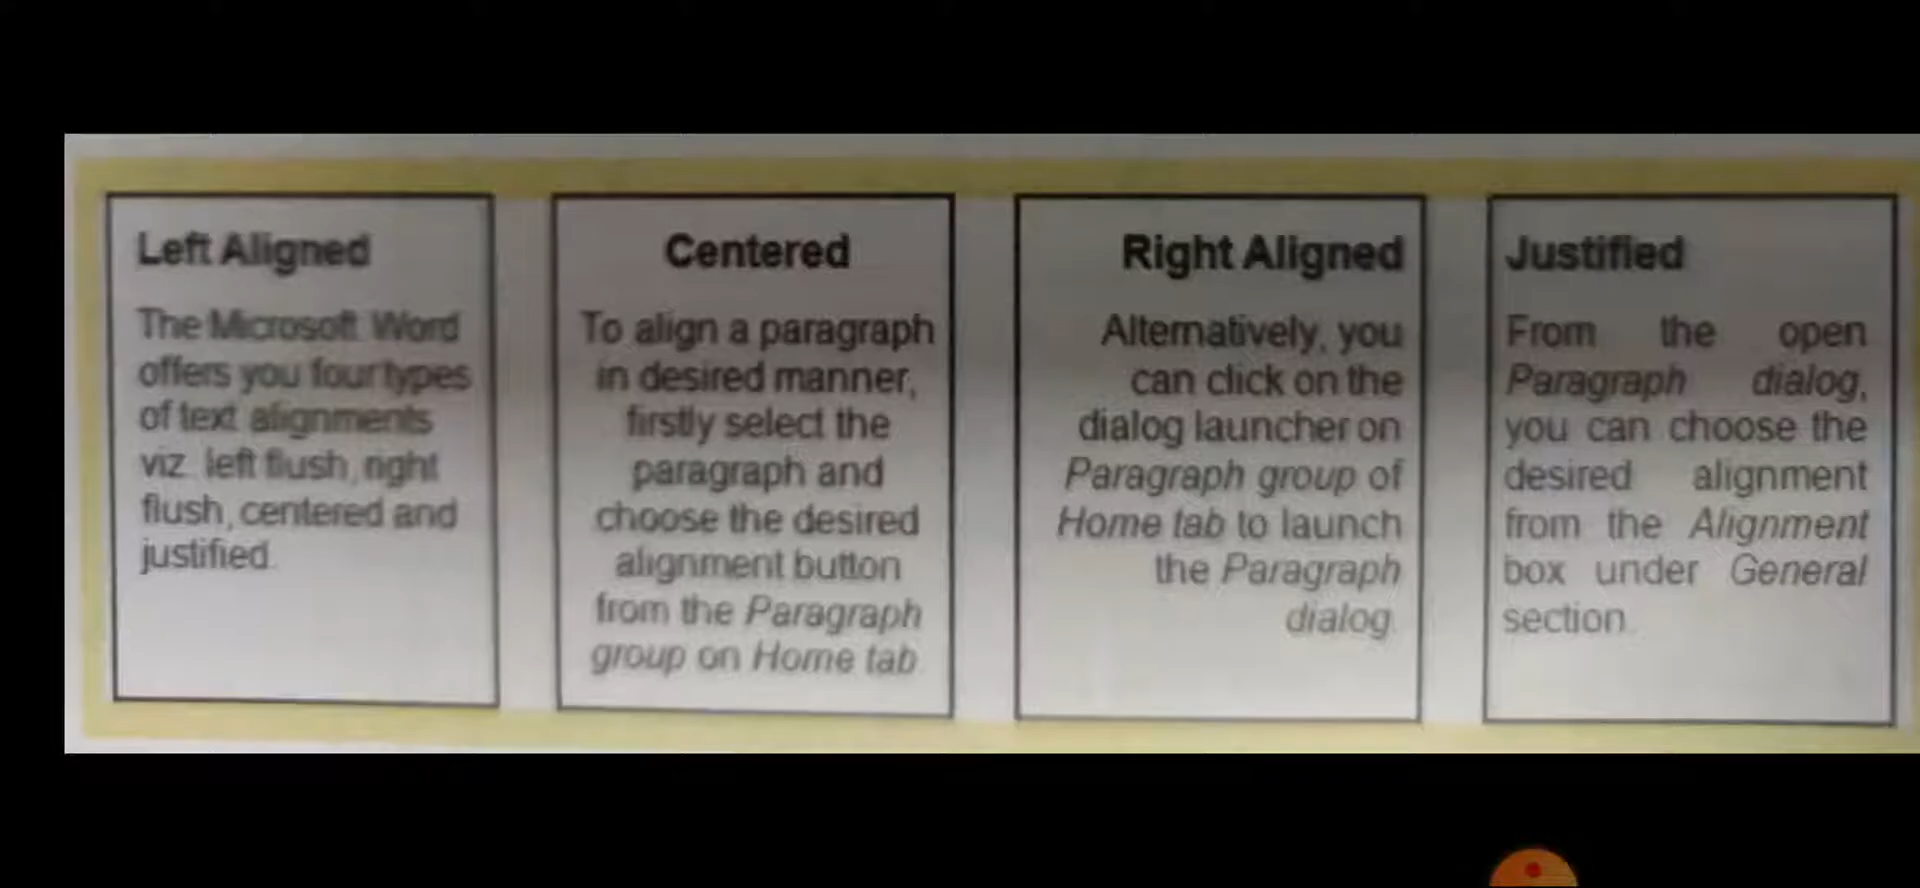 Left Aligned
The Microsoft Word
offers you four types
of text alignments
viz. left flush, right
flush, centered and
justified.
Centered
To align a paragraph
in desired manner,
firstly select the
paragraph and
choose the desired
alignment button
from the Paragraph
group on Home tab
Right Aligned
Alternatively, you
can click on the
dialog launcher on
Paragraph group of
Home tab to launch
the Paragraph
dialog.
Justified
From the open
Paragraph dialog,
you can choose the
desired alignment
from the Alignment
box under General
section.